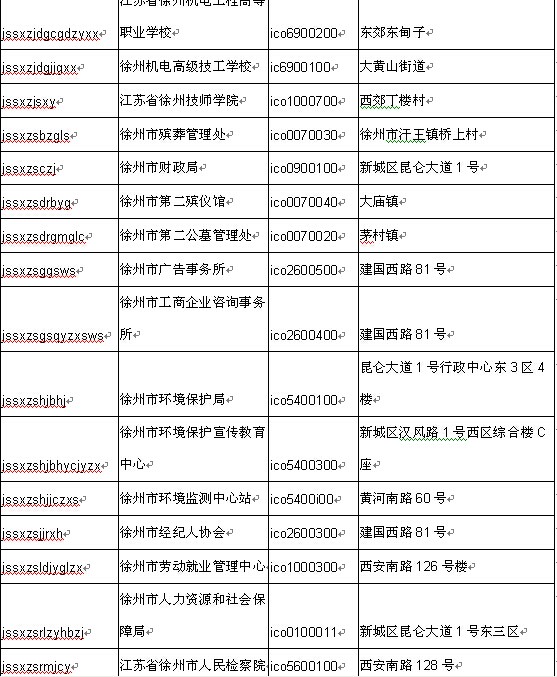 江苏省徐州机电工程高等
jssxzjdgcgdzyxx 职业学校 ico6900200 东郊东甸子
jssxzjdgjjgxx 徐州机电高级技工学校 ic6900100 大黄山街道
jssxzjsxy 江苏省徐州技师学院 ico1000700 西郊丁楼村
jssxzsbzgls 徐州市殡葬管理处 ico0070030 徐州市汗王镇桥上村
jssxzsczj 徐州市财政局 ico0900100 新城区昆仑大道1号
jssxzsdrbyg 徐州市第二殡仪馆 ico0070040 大庙镇
jssxzsdrgmglc 徐州市第二公墓管理处 ico0070020 茅村镇
jssxzsggsws 徐州市广告事务所 ico2600500 建国西路81号
徐州市工商企业咨询事务
jssxzsgsqyzxsws 所 ico2600400 建国西路81号
昆仑大道1号行政中心东3区4
jssxzshjbhj 徐州市环境保护局 ico5400100 楼
徐州市环境保护宣传教育 新城区汉风路1号西区综合楼C
jssxzshjbhycjyzx 中心 ico5400300 座
jssxzshjjczxs 徐州市环境监测中心站 ico5400i00 黄河南路60号
jssxzsjjrxh 徐州市经纪人协会 ico2600300 建国西路81号
jssxzsldjyglzx 徐州市劳动就业管理中心 ico1000300 西安南路126号楼
徐州市人力资源和社会保
jssxzsrlzyhbzj 障局 ico0100011 新城区昆仑大道1号东三区
jssxzsrmjcy 江苏省徐州市人民检察院 ico5600100 西安南路128号